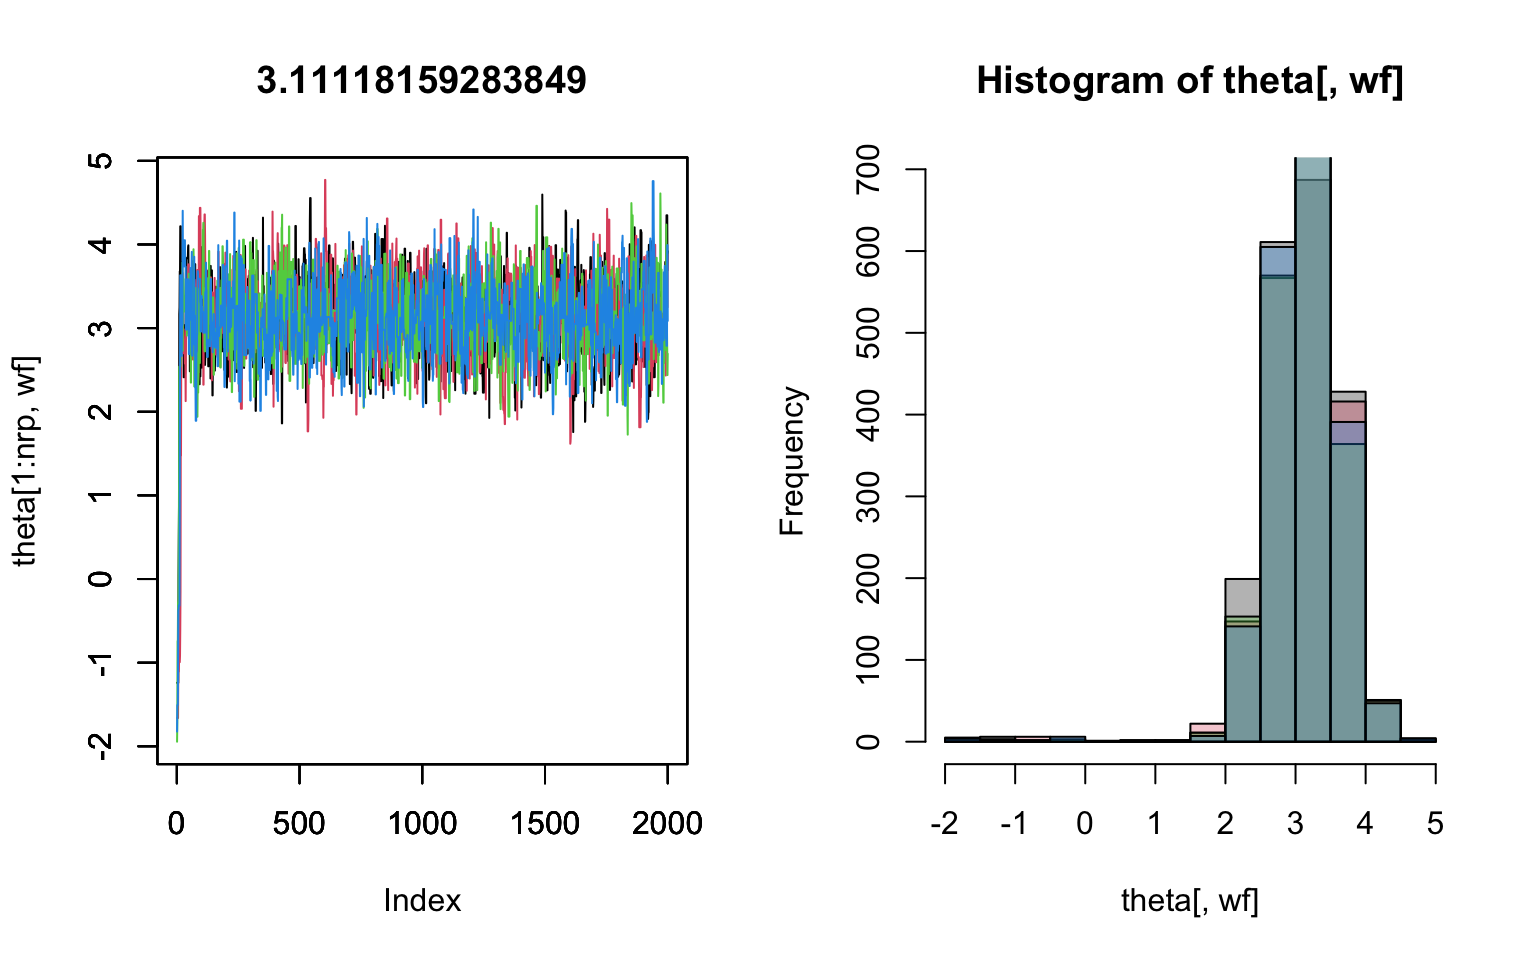 3.11118159283849
theta[1:nrp, wf]
5
4
3
2
1
0
-1
-2
0 500 1000 1500 2000
Index
Histogram of theta[, wf]
Frequency
700
600
500
400
300
200
100
0
-2 -1 0 1 2 3 4 5
theta[, wf]